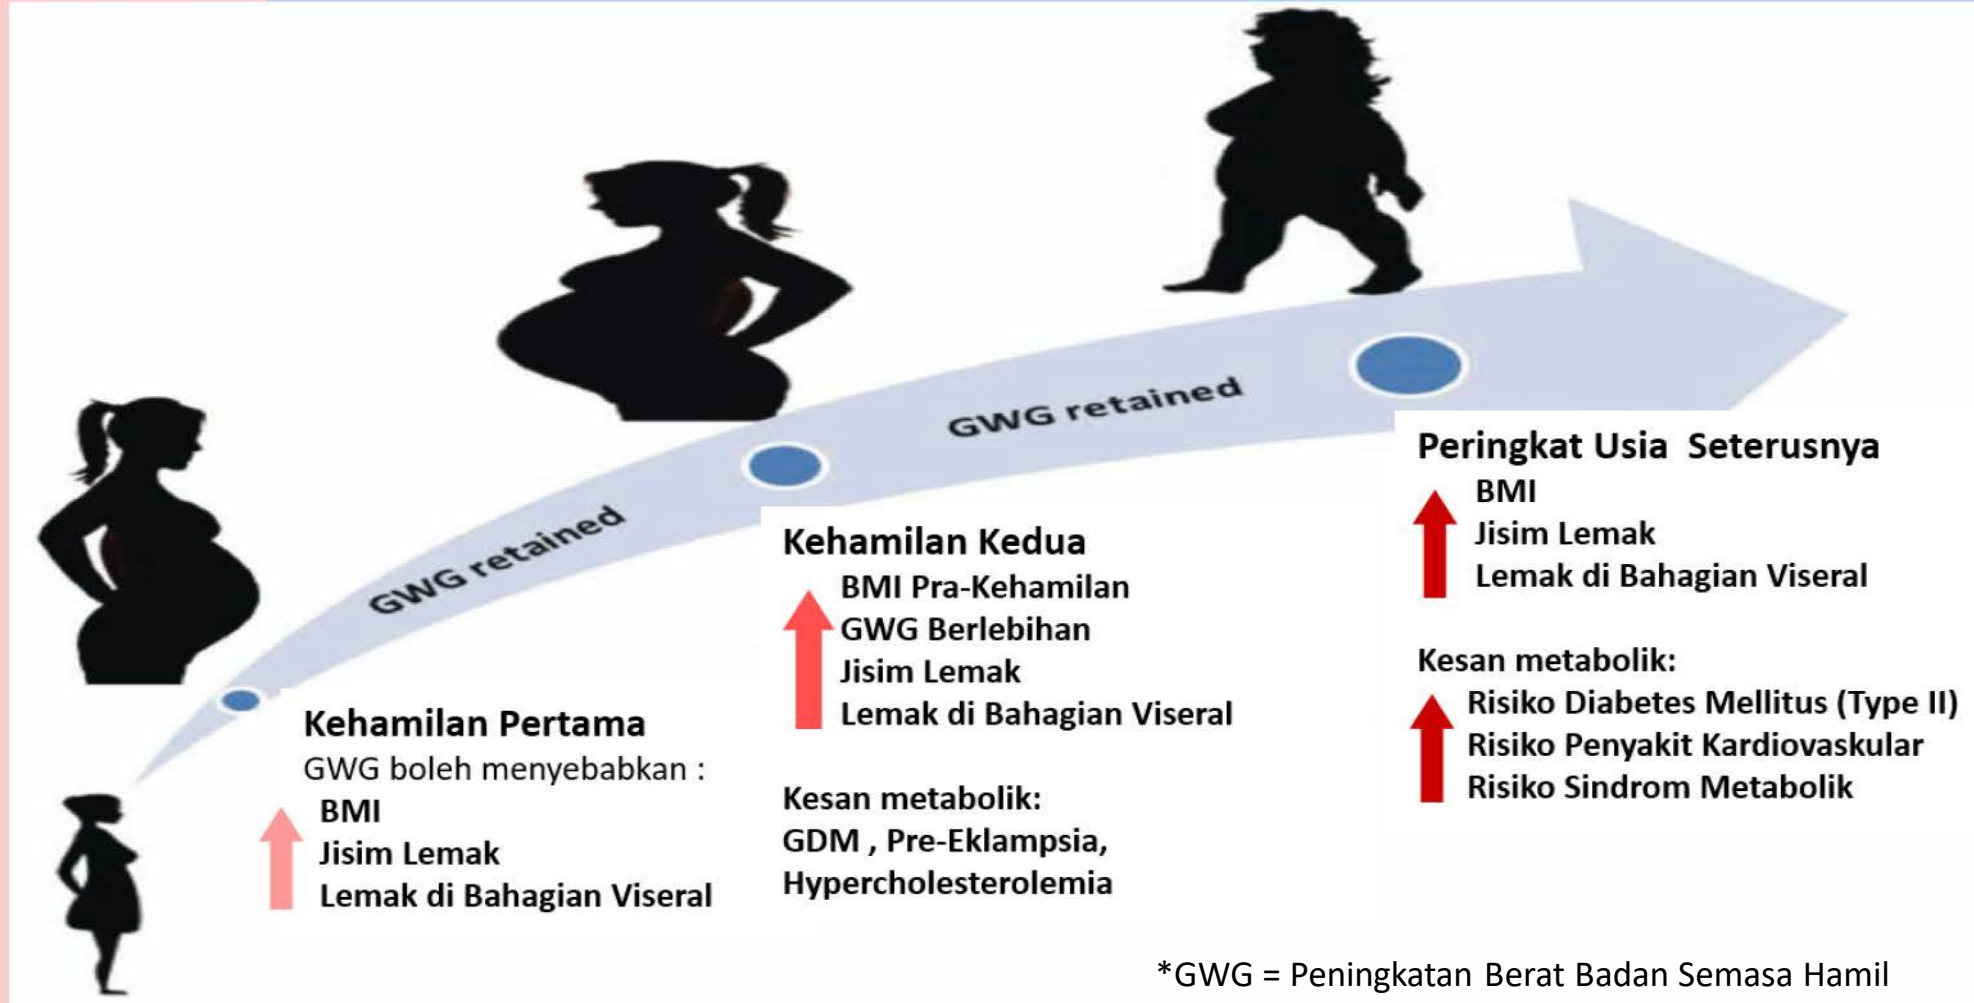 GWG retained
GWG retained
Kehamilan Pertama
GWG boleh menyebabkan :
BMI
Jisim Lemak
Lemak di Bahagian Viseral
Kehamilan Kedua
BMI Pra-Kehamilan
GWG Berlebihan
Jisim Lemak
Lemak di Bahagian Viseral
Kesan metabolik:
GDM , Pre-Eklampsia,
Hypercholesterolemia
Peringkat Usia  Seterusnya
BMI
Jisim Lemak
Lemak di Bahagian Viseral
Kesan metabolik:
Risiko Diabetes Mellitus (Type II)
Risiko Penyakit Kardiovaskular
Risiko Sindrom Metabolik
*GWG = Peningkatan Berat Badan Semasa Hamil